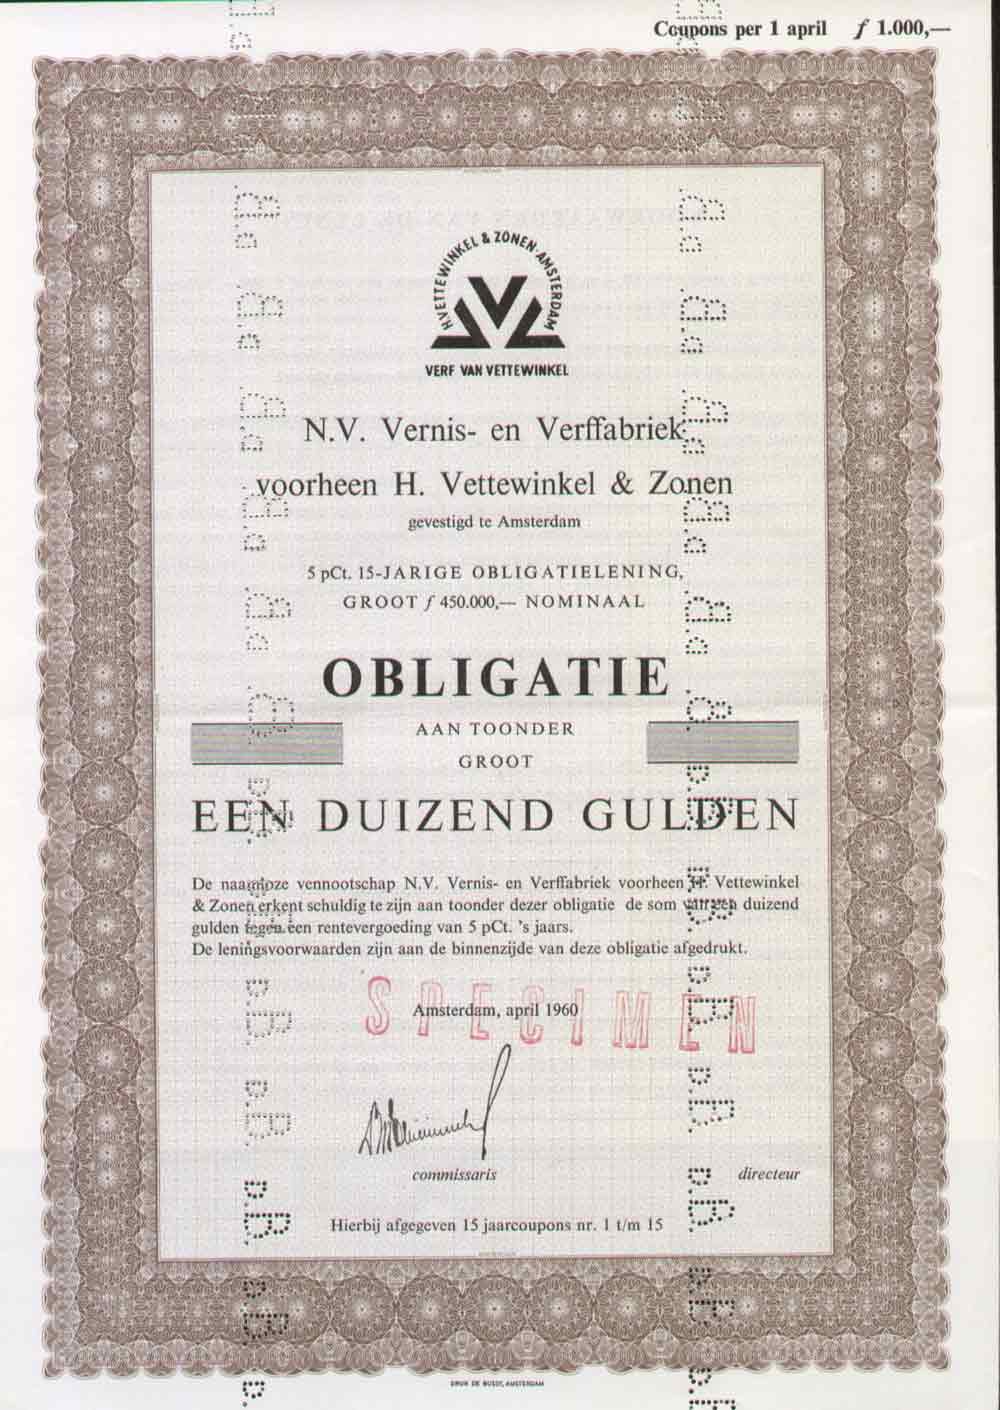 Coupons per 1 april ƒ 1.000,—
H. VETTEWINKEL & ZONEN-AMSTERDAM
VERF VAN VETTEWINKEL
N.V. Vernis- en Verffabriek
voorheen H. Vettewinkel & Zonen
gevestigd te Amsterdam
5 pCt. 15-JARIGE OBLIGATIELENING,
GROOT ƒ 450.000,— NOMINAAL
OBLIGATIE
AAN TOONDER
GROOT
EEN DUIZEND GULDEN
De naamloze vennootschap N.V. Vernis- en Verffabriek voorheen H. Vettewinkel
& Zonen erkent schuldig te zijn aan toonder dezer obligatie de som van een duizend
gulden tegen een rentevergoeding van 5 pCt. 's jaars.
De leningsvoorwaarden zijn aan de binnenzijde van deze obligatie afgedrukt.
SPECIMEN
Amsterdam, april 1960
commissaris directeur
Hierbij afgegeven 15 jaarcoupons nr. 1 t/m 15
DRUK DE BUSSY, AMSTERDAM